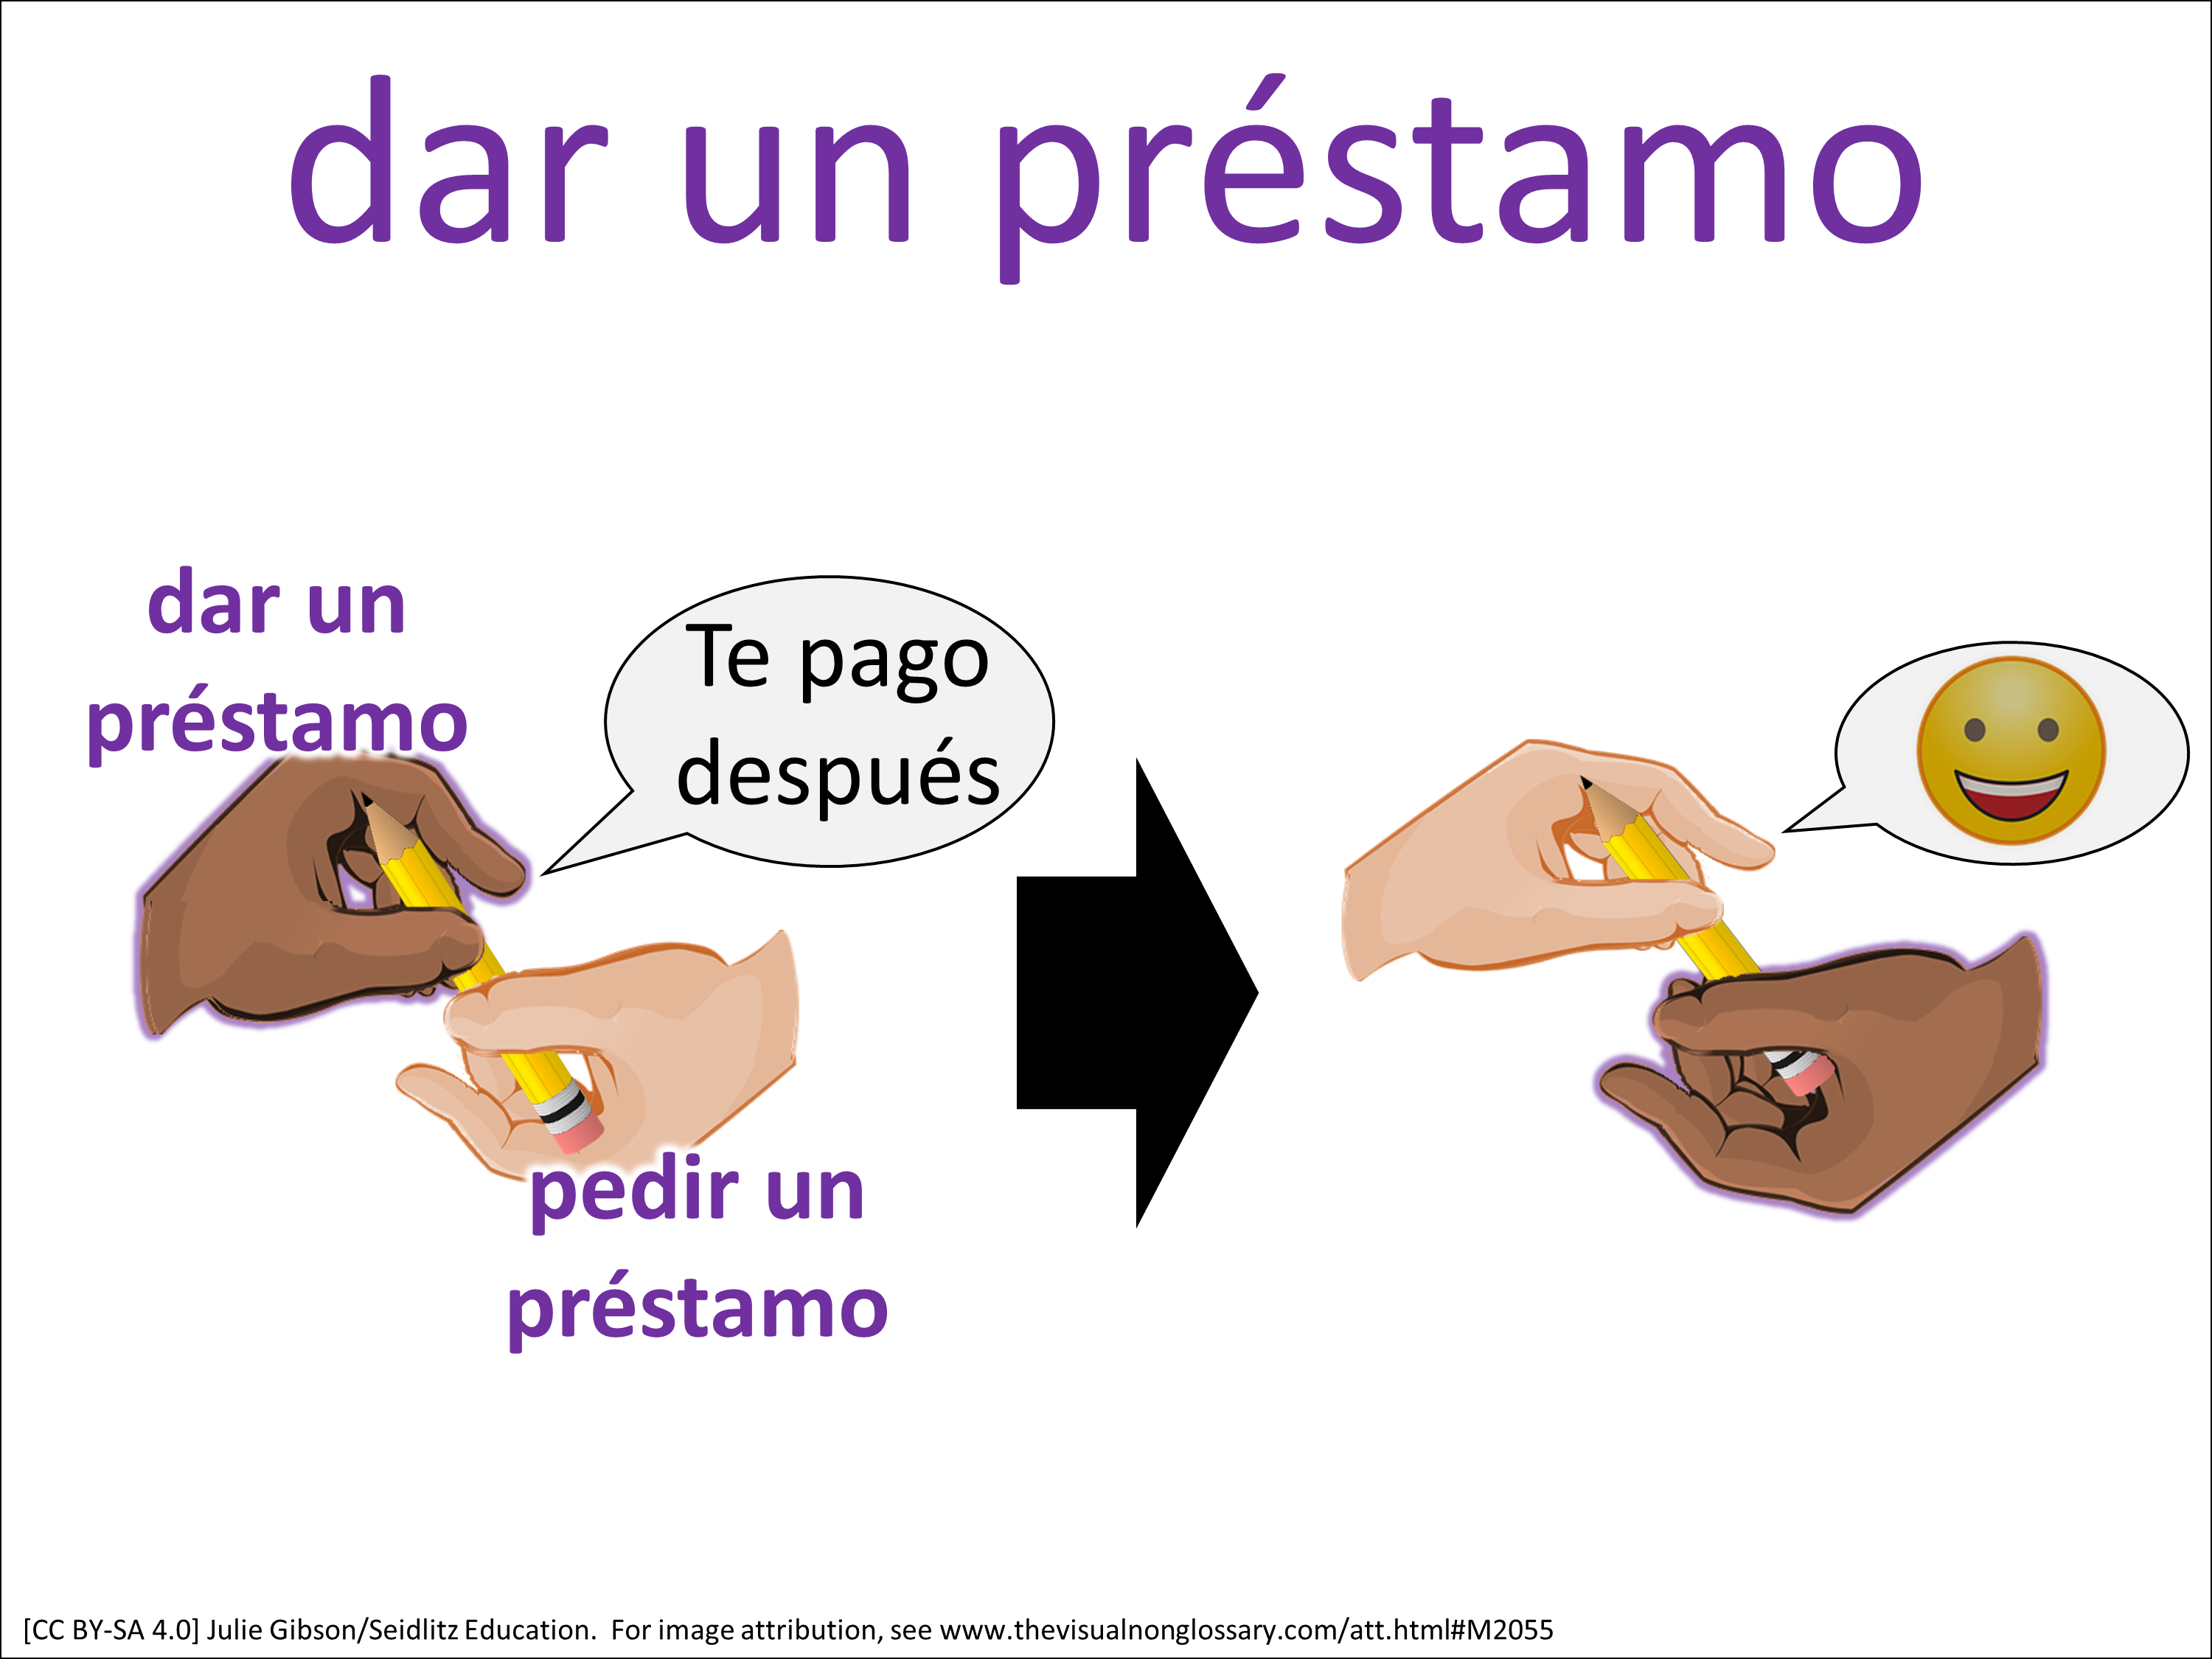 dar un préstamo
dar un
préstamo
Te pago
después
pedir un
préstamo
[CC BY-SA 4.0] Julie Gibson/Seidlitz Education.  For image attribution, see www.thevisualnonglossary.com/att.html#M2055